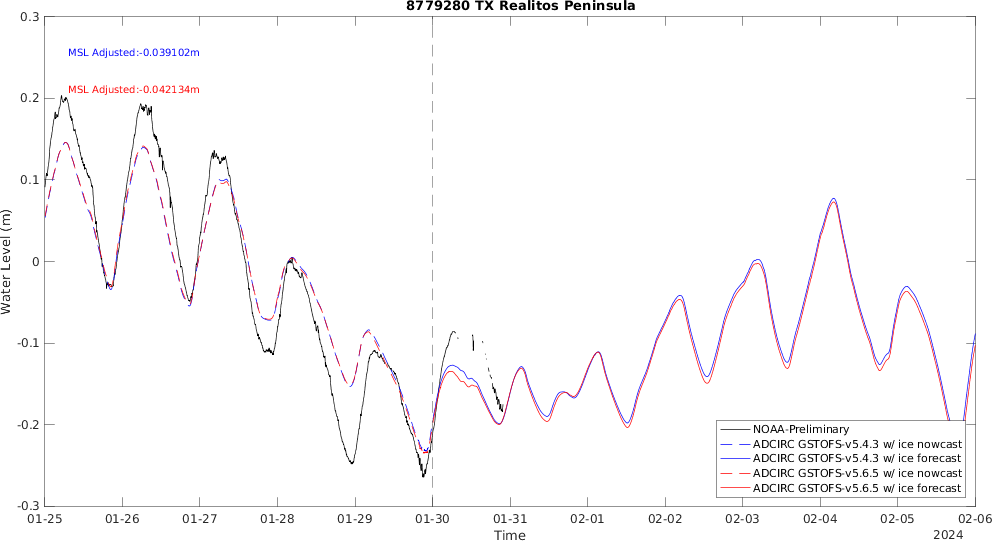 8779280 TX Realitos Peninsula
0.3
MSL Adjusted:-0.039102m
MSL Adjusted:-0.042134m
0.2
0.1
0
-0.1
-0.2
-0.3
Water Level (m)
NOAA-Preliminary
ADCIRC GSTOFS-v5.4.3 w/ ice nowcast
ADCIRC GSTOFS-v5.4.3 w/ ice forecast
ADCIRC GSTOFS-v5.6.5 w/ ice nowcast
ADCIRC GSTOFS-v5.6.5 w/ ice forecast
01-25 01-26 01-27 01-28 01-29 01-30 01-31 02-01 02-02 02-03 02-04 02-05 02-06
Time
2024